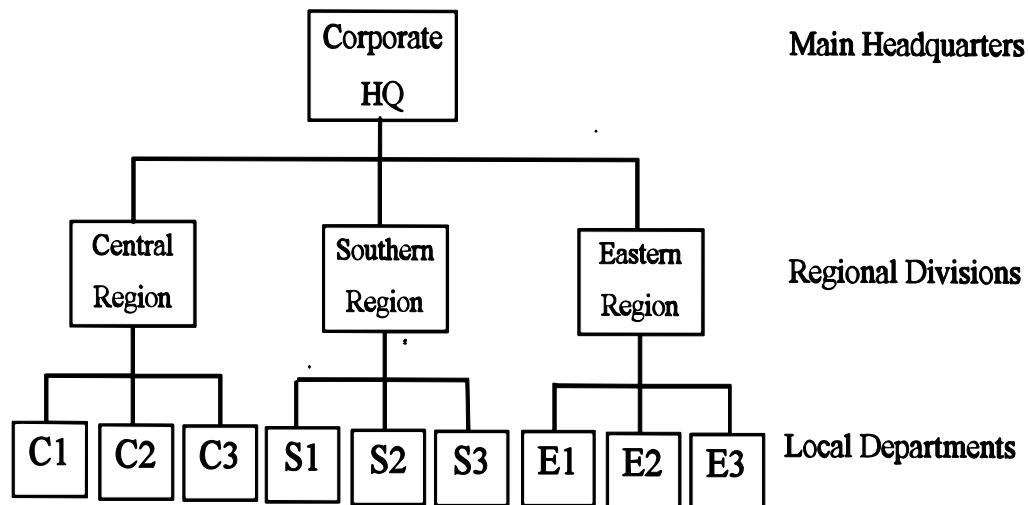 Corporate
HQ
Main Headquarters
Central
Region
Southern
Region
Eastern
Region
Regional Divisions
C1
C2
C3
S1
S2
S3
E1
E2
E3
Local Departments